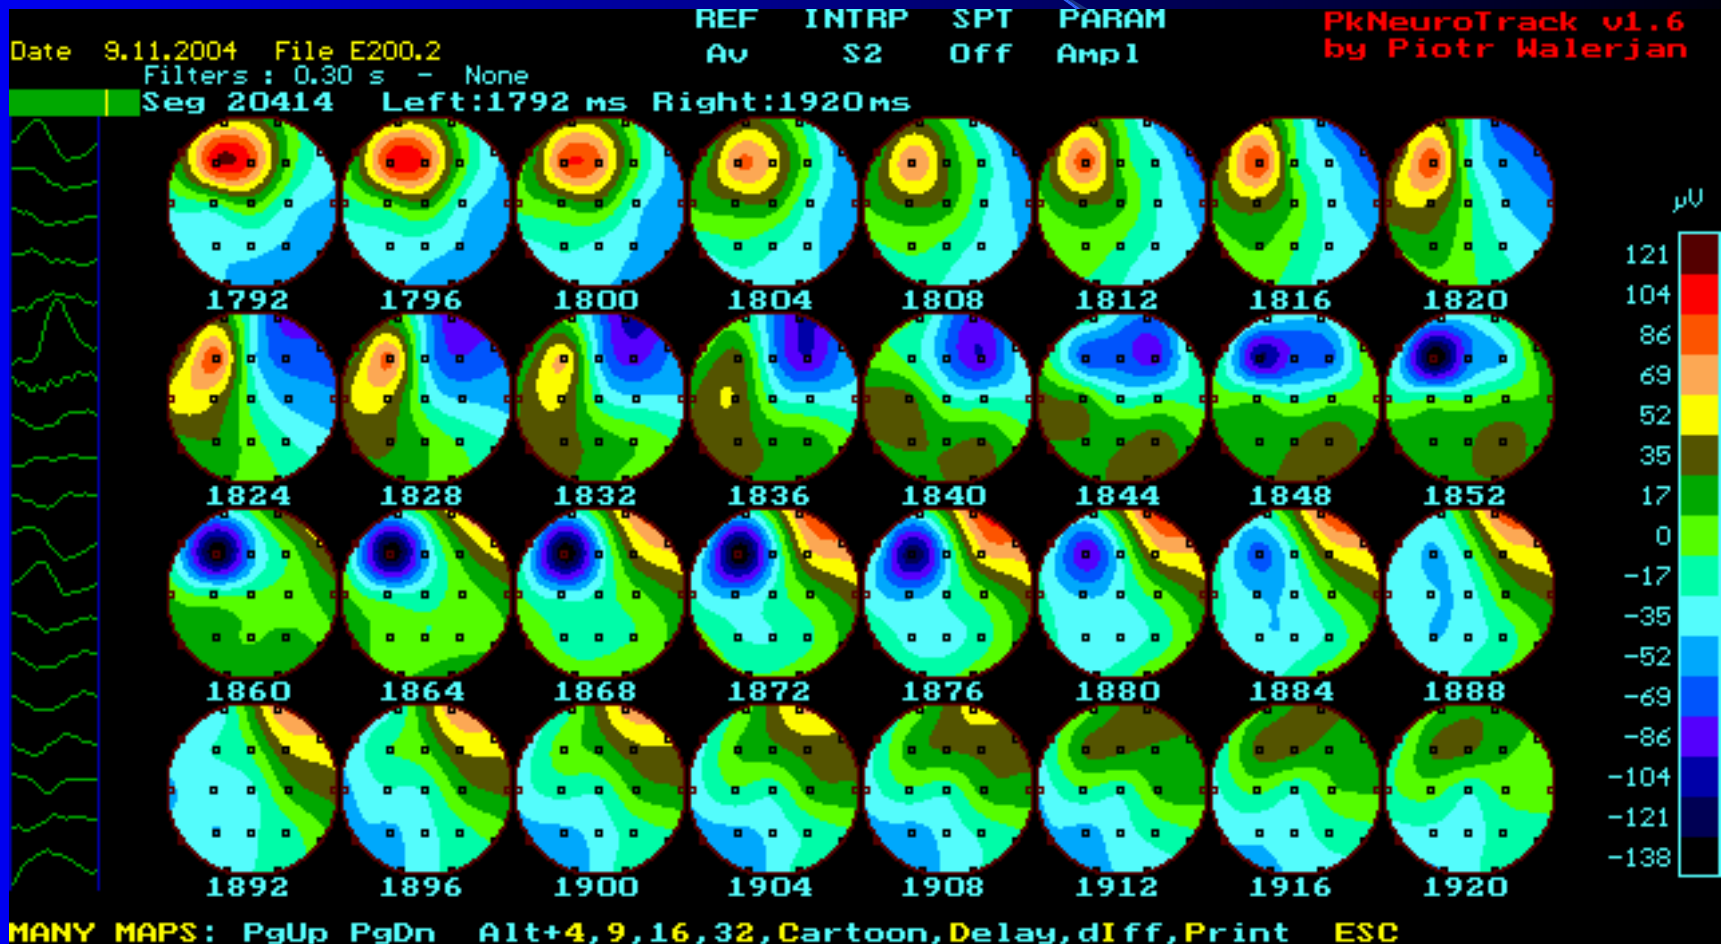 REF INTRP SPT PARAM PkNeuroTrack v1.6
Date 9.11.2004 File E200.2 Av S2 Off Ampl by Piotr Walerjan
Filters : 0.30 s - None
Seg 20414 Left:1792 ms Right:1920ms
µV
1792 1796 1800 1804 1808 1812 1816 1820
1824 1828 1832 1836 1840 1844 1848 1852
1860 1864 1868 1872 1876 1880 1884 1888
1892 1896 1900 1904 1908 1912 1916 1920
121
104
86
69
52
35
17
0
-17
-35
-52
-69
-86
-104
-121
-138
MANY MAPS: PgUp PgDn Alt+4,9,16,32,Cartoon,Delay,dIff,Print ESC